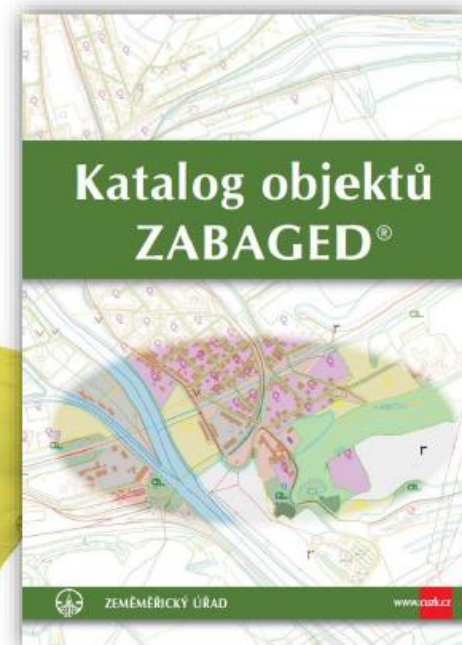 Katalog objektů
ZABAGED®
r
r
r
ZEMĚMĚŘICKÝ ÚŘAD
www.cuzk.cz